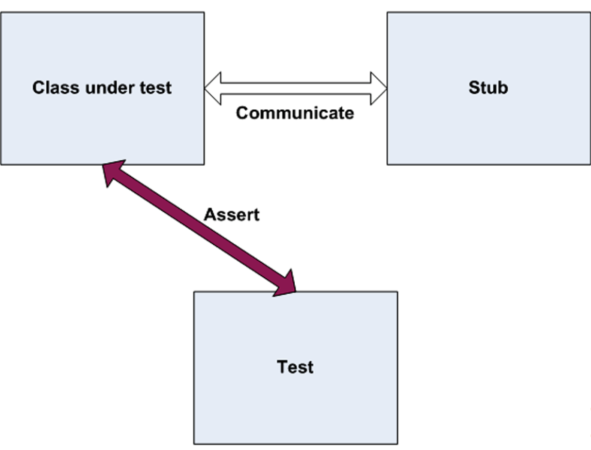 Class under test
Stub
Communicate
Assert
Test